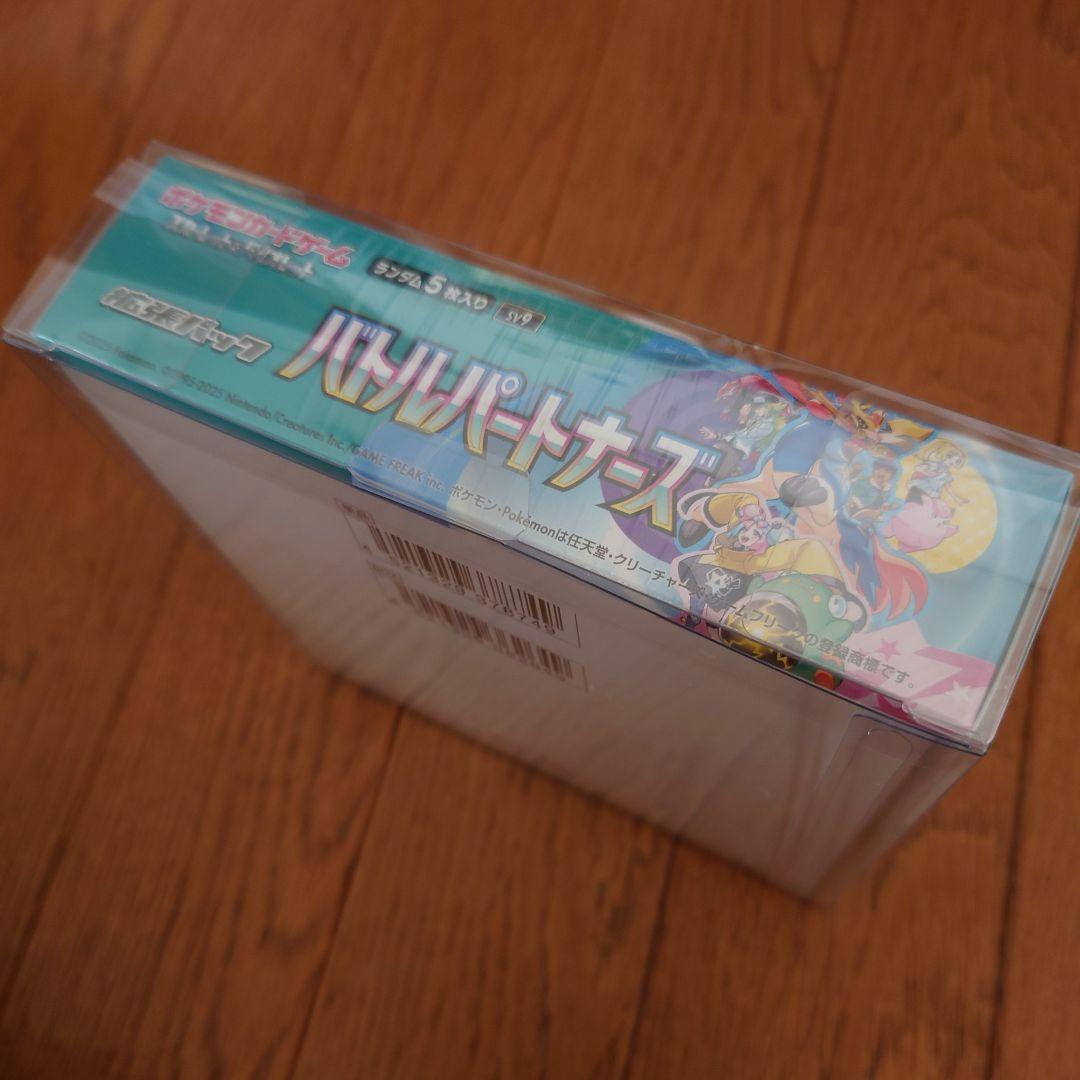 ポケモンカードゲーム
スカーレット&バイオレット
ランダム5枚入り
sv9
拡張パック
バトルパートナーズ
©2025 Pokémon. ©1995-2025 Nintendo/Creatures Inc./GAME FREAK inc. ポケモン・Pokémonは任天堂・クリーチャーズ・ゲームフリークの登録商標です。